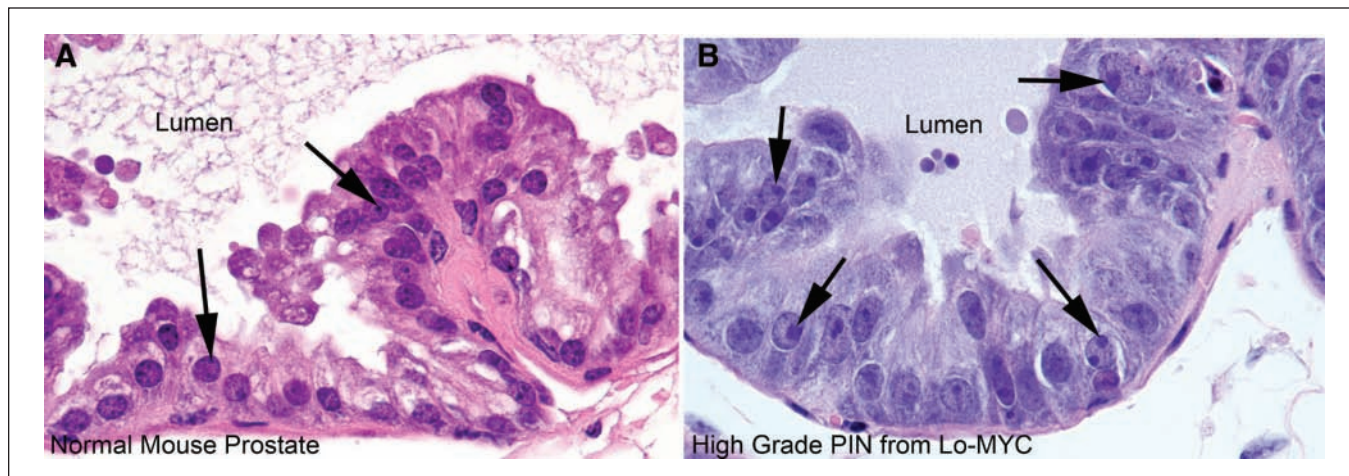 A
Lumen
Normal Mouse Prostate
B
Lumen
High Grade PIN from Lo-MYC